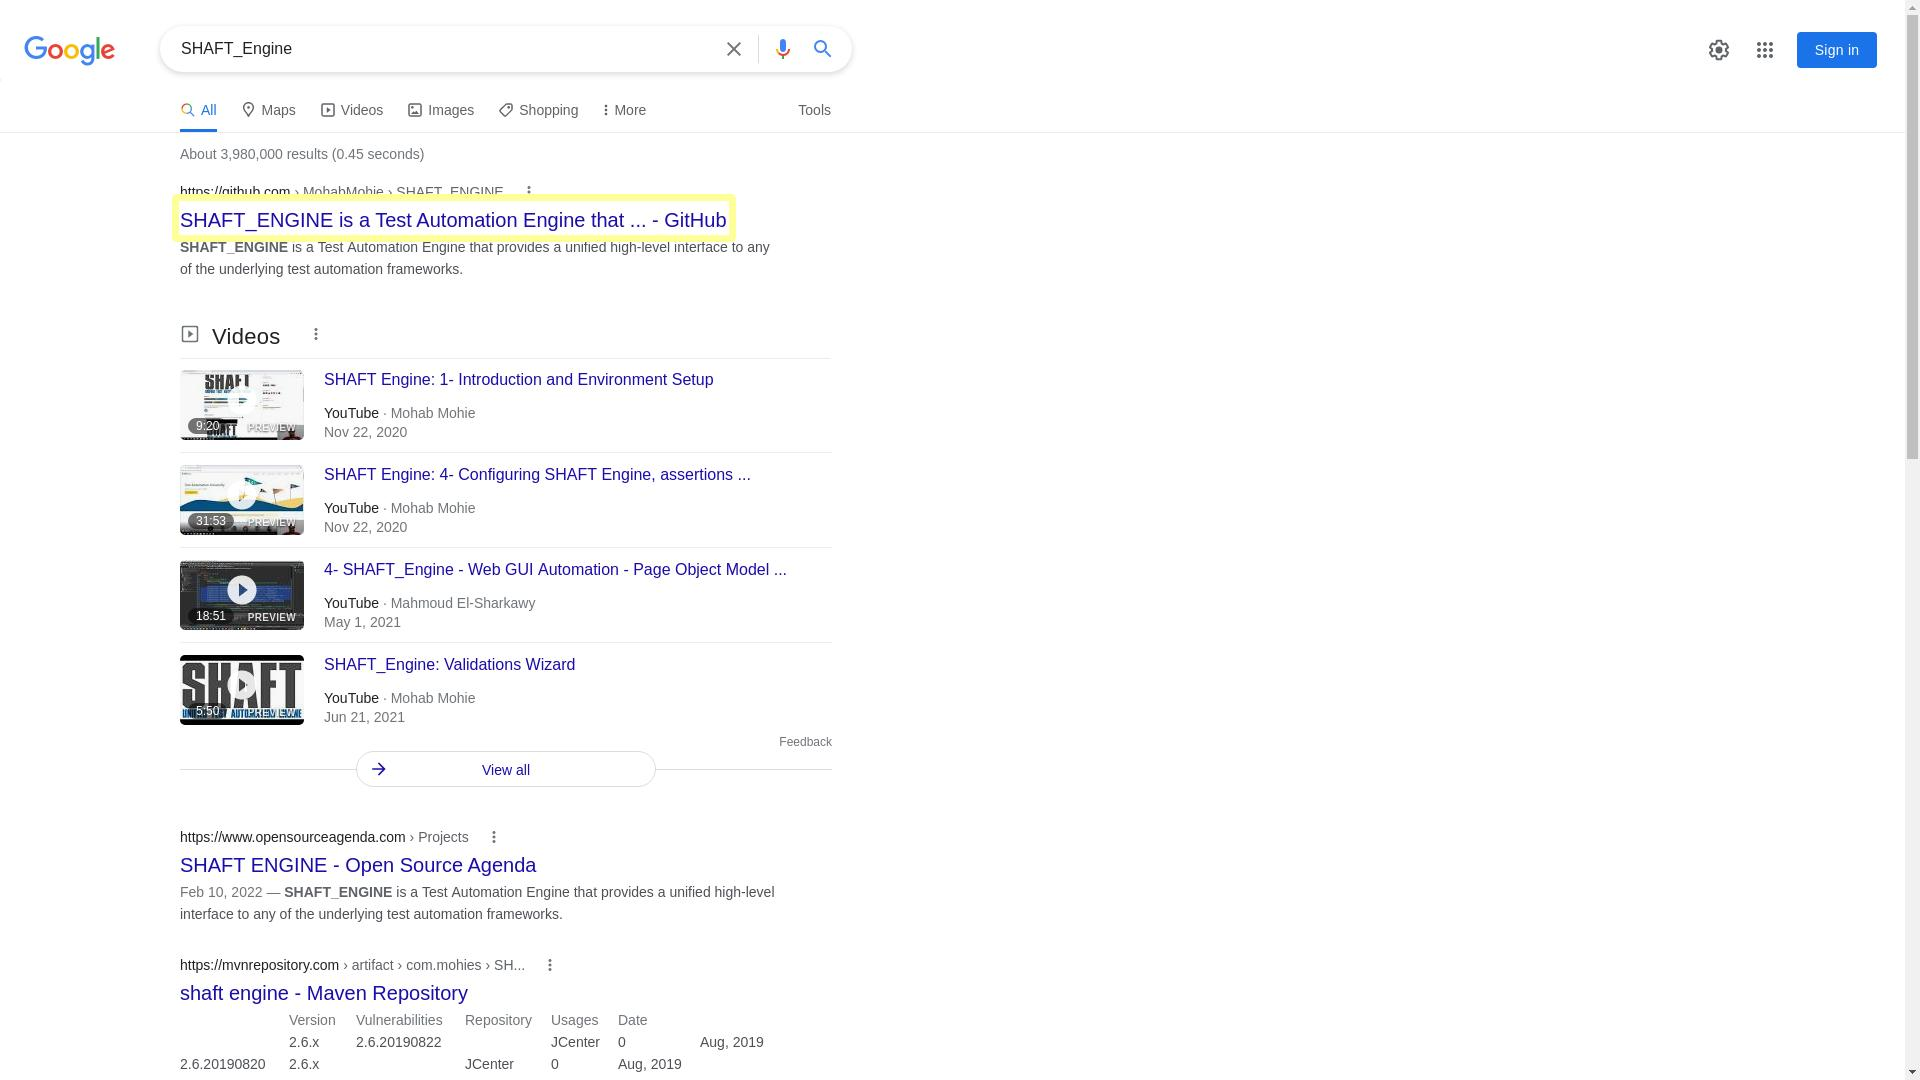 Google
SHAFT_Engine
Sign in
All
Maps
Videos
Images
Shopping
More
Tools
About 3,980,000 results (0.45 seconds)
https://github.com › MohabMohie › SHAFT_ENGINE
SHAFT_ENGINE is a Test Automation Engine that ... - GitHub
SHAFT_ENGINE is a Test Automation Engine that provides a unified high-level interface to any
of the underlying test automation frameworks.
Videos
SHAFT
9:20
PREVIEW
SHAFT Engine: 1- Introduction and Environment Setup
YouTube · Mohab Mohie
Nov 22, 2020
31:53
PREVIEW
SHAFT Engine: 4- Configuring SHAFT Engine, assertions ...
YouTube · Mohab Mohie
Nov 22, 2020
18:51
PREVIEW
4- SHAFT_Engine - Web GUI Automation - Page Object Model ...
YouTube · Mahmoud El-Sharkawy
May 1, 2021
SHAFT
5:50
PREVIEW
SHAFT_Engine: Validations Wizard
YouTube · Mohab Mohie
Jun 21, 2021
Feedback
View all
https://www.opensourceagenda.com › Projects
SHAFT ENGINE - Open Source Agenda
Feb 10, 2022 — SHAFT_ENGINE is a Test Automation Engine that provides a unified high-level
interface to any of the underlying test automation frameworks.
https://mvnrepository.com › artifact › com.mohies › SH...
shaft engine - Maven Repository
Version Vulnerabilities Repository Usages Date
2.6.x 2.6.20190822 JCenter 0 Aug, 2019
2.6.20190820 2.6.x JCenter 0 Aug, 2019